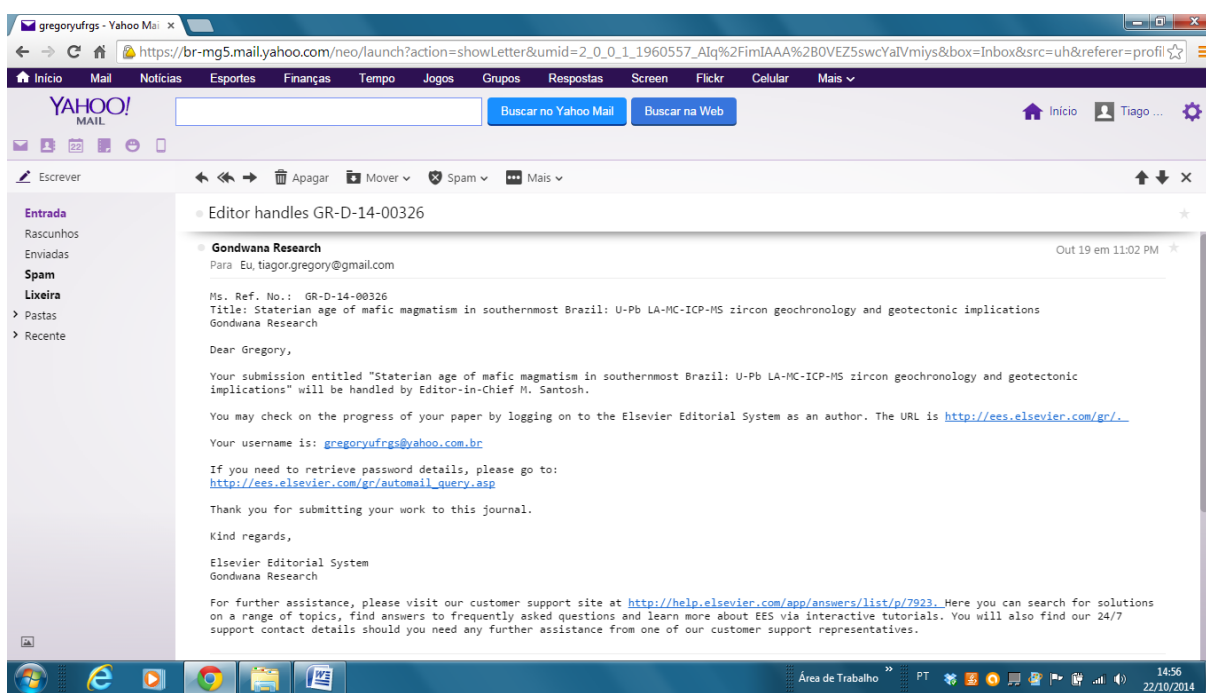 gregoryufrgs - Yahoo Mai
https://br-mg5.mail.yahoo.com/neo/launch?action=showLetter&umid=2_0_0_1_1960557_AIq%2FimIAAA%2B0VEZ5swcYaIVmiys&box=Inbox&src=uh&referer=profil
Início Mail Notícias Esportes Finanças Tempo Jogos Grupos Respostas Screen Flickr Celular Mais
YAHOO! MAIL Buscar no Yahoo Mail Buscar na Web Início Tiago ...
22
Escrever Apagar Mover Spam Mais
Entrada
Rascunhos
Enviadas
Spam
Lixeira
Pastas
Recente
Editor handles GR-D-14-00326
Gondwana Research Out 19 em 11:02 PM
Para Eu, tiagor.gregory@gmail.com
Ms. Ref. No.: GR-D-14-00326
Title: Staterian age of mafic magmatism in southernmost Brazil: U-Pb LA-MC-ICP-MS zircon geochronology and geotectonic implications
Gondwana Research
Dear Gregory,
Your submission entitled "Staterian age of mafic magmatism in southernmost Brazil: U-Pb LA-MC-ICP-MS zircon geochronology and geotectonic
implications" will be handled by Editor-in-Chief M. Santosh.
You may check on the progress of your paper by logging on to the Elsevier Editorial System as an author. The URL is http://ees.elsevier.com/gr/.
Your username is: gregoryufrgs@yahoo.com.br
If you need to retrieve password details, please go to:
http://ees.elsevier.com/gr/automail_query.asp
Thank you for submitting your work to this journal.
Kind regards,
Elsevier Editorial System
Gondwana Research
For further assistance, please visit our customer support site at http://help.elsevier.com/app/answers/list/p/7923. Here you can search for solutions
on a range of topics, find answers to frequently asked questions and learn more about EES via interactive tutorials. You will also find our 24/7
support contact details should you need any further assistance from one of our customer support representatives.
Área de Trabalho » PT 14:56
22/10/2014